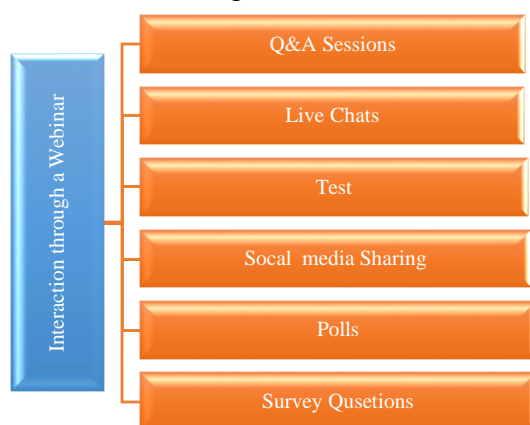 Interaction through a Webinar
Q&A Sessions
Live Chats
Test
Socal media Sharing
Polls
Survey Qusetions